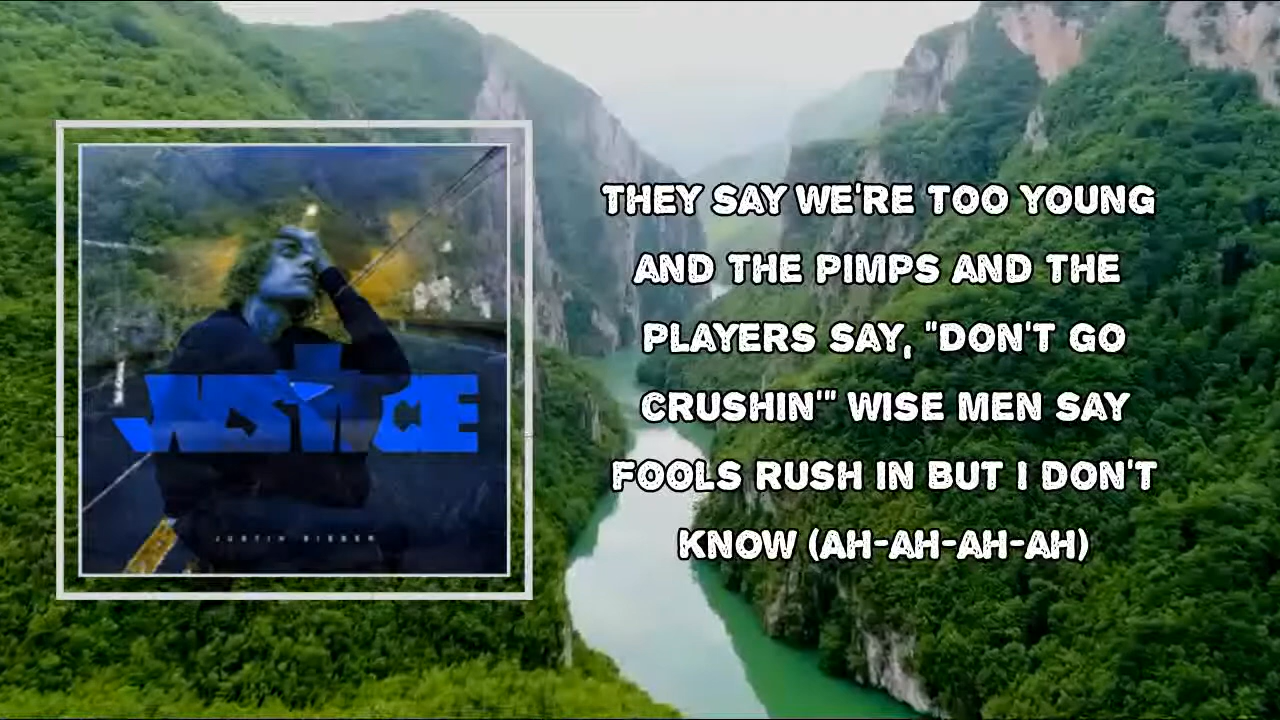 JUSTICE
JUSTIN BIEBER
THEY SAY WE'RE TOO YOUNG
AND THE PIMPS AND THE
PLAYERS SAY, "DON'T GO
CRUSHIN'" WISE MEN SAY
FOOLS RUSH IN BUT I DON'T
KNOW (AH-AH-AH-AH)